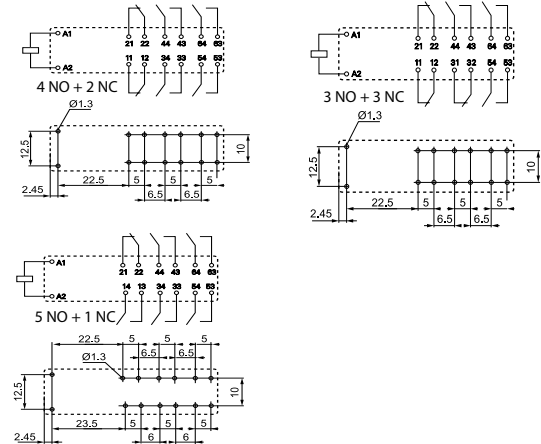 A1
21 22 44 43 64 63
11 12 34 33 54 53
A2
4 NO + 2 NC
Ø1.3
12.5
10
2.45
22.5
5 5 5
6.5 6.5
A1
21 22 44 43 64 63
11 12 31 32 54 53
A2
3 NO + 3 NC
Ø1.3
12.5
10
2.45
22.5
5 5 5
6.5 6.5
A1
21 22 44 43 64 63
14 13 34 33 54 53
A2
5 NO + 1 NC
22.5
5 5 5
Ø1.3
6.5 6.5
12.5
10
2.45
23.5
5 5 5
6 6